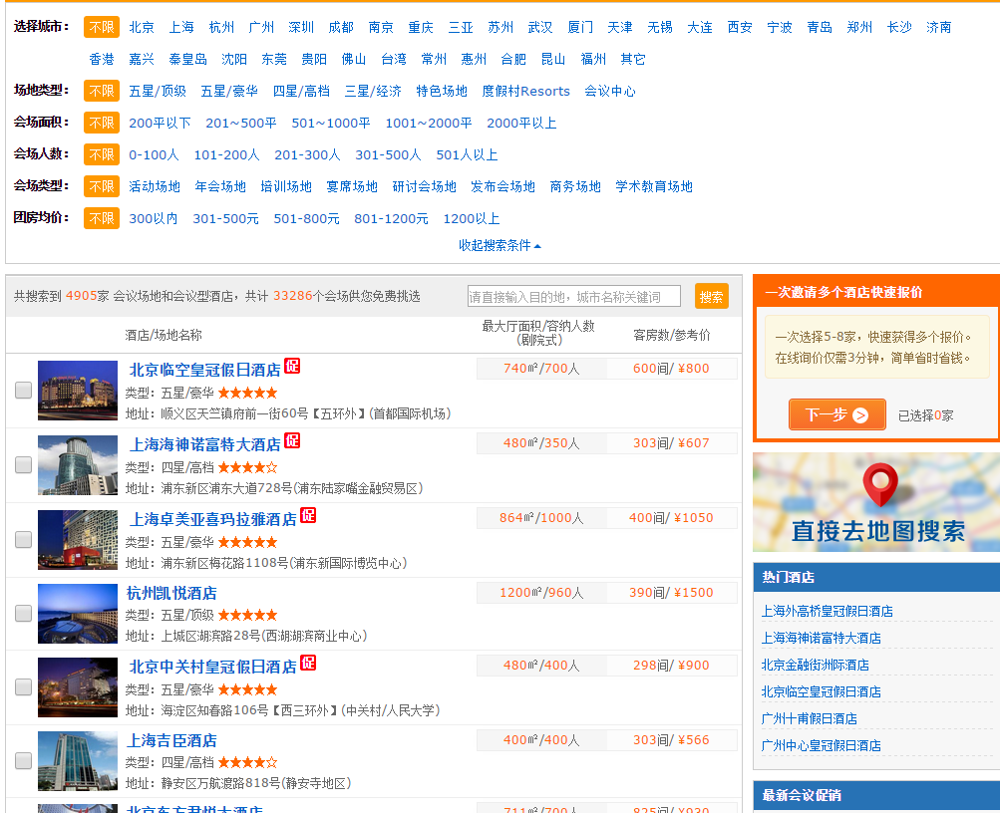 选择城市： 不限 北京 上海 杭州 广州 深圳 成都 南京 重庆 三亚 苏州 武汉 厦门 天津 无锡 大连 西安 宁波 青岛 郑州 长沙 济南
香港 嘉兴 秦皇岛 沈阳 东莞 贵阳 佛山 台湾 常州 惠州 合肥 昆山 福州 其它
场地类型： 不限 五星/顶级 五星/豪华 四星/高档 三星/经济 特色场地 度假村Resorts 会议中心
会场面积： 不限 200平以下 201~500平 501~1000平 1001~2000平 2000平以上
会场人数： 不限 0-100人 101-200人 201-300人 301-500人 501人以上
会场类型： 不限 活动场地 年会场地 培训场地 宴席场地 研讨会场地 发布会场地 商务场地 学术教育场地
团房均价： 不限 300以内 301-500元 501-800元 801-1200元 1200以上
收起搜索条件
共搜索到 4905家 会议场地和会议型酒店，共计 33286个会场供您免费挑选
请直接输入目的地，城市名称关键词 搜索
酒店/场地名称 最大厅面积/容纳人数 (剧院式) 客房数/参考价
北京临空皇冠假日酒店 促 740㎡/700人 600间/ ¥800
类型：五星/豪华 ★★★★★
地址：顺义区天竺镇府前一街60号【五环外】(首都国际机场)
上海海神诺富特大酒店 促 480㎡/350人 303间/ ¥607
类型：四星/高档 ★★★★☆
地址：浦东新区浦东大道728号(浦东陆家嘴金融贸易区)
上海卓美亚喜玛拉雅酒店 促 864㎡/1000人 400间/ ¥1050
类型：五星/豪华 ★★★★★
地址：浦东新区梅花路1108号(浦东新国际博览中心)
杭州凯悦酒店 1200㎡/960人 390间/ ¥1500
类型：五星/顶级 ★★★★★
地址：上城区湖滨路28号(西湖湖滨商业中心)
北京中关村皇冠假日酒店 促 480㎡/400人 298间/ ¥900
类型：五星/豪华 ★★★★★
地址：海淀区知春路106号【西三环外】(中关村/人民大学)
上海吉臣酒店 400㎡/400人 303间/ ¥566
类型：四星/高档 ★★★★☆
地址：静安区万航渡路818号(静安寺地区)
北京东方君悦大酒店 711㎡/700人 825间/ ¥930
一次邀请多个酒店快速报价
一次选择5-8家，快速获得多个报价。
在线询价仅需3分钟，简单省时省钱。
下一步 已选择0家
直接去地图搜索
热门酒店
上海外高桥皇冠假日酒店
上海海神诺富特大酒店
北京金融街洲际酒店
北京临空皇冠假日酒店
广州十甫假日酒店
广州中心皇冠假日酒店
最新会议促销